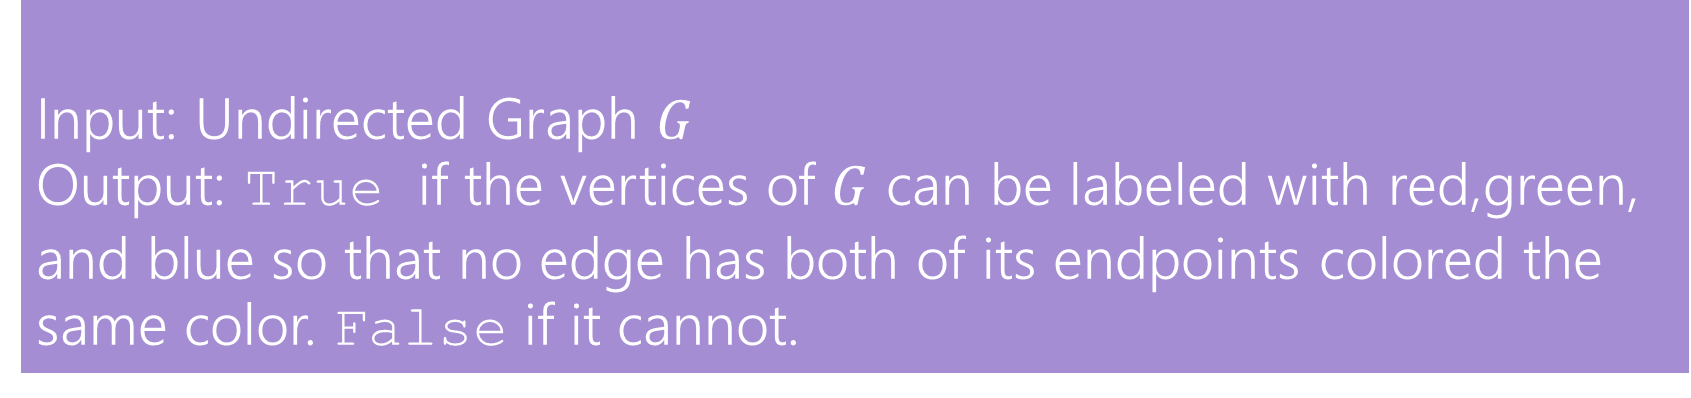 Input: Undirected Graph G
Output: True if the vertices of G can be labeled with red,green,
and blue so that no edge has both of its endpoints colored the
same color. False if it cannot.